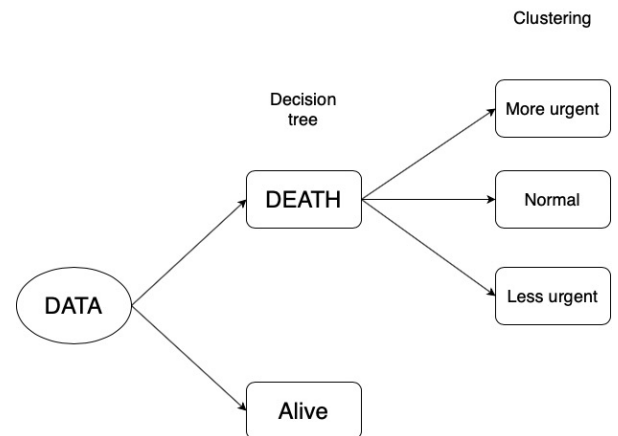 Clustering
Decision
tree
More urgent
DEATH
Normal
DATA
Less urgent
Alive